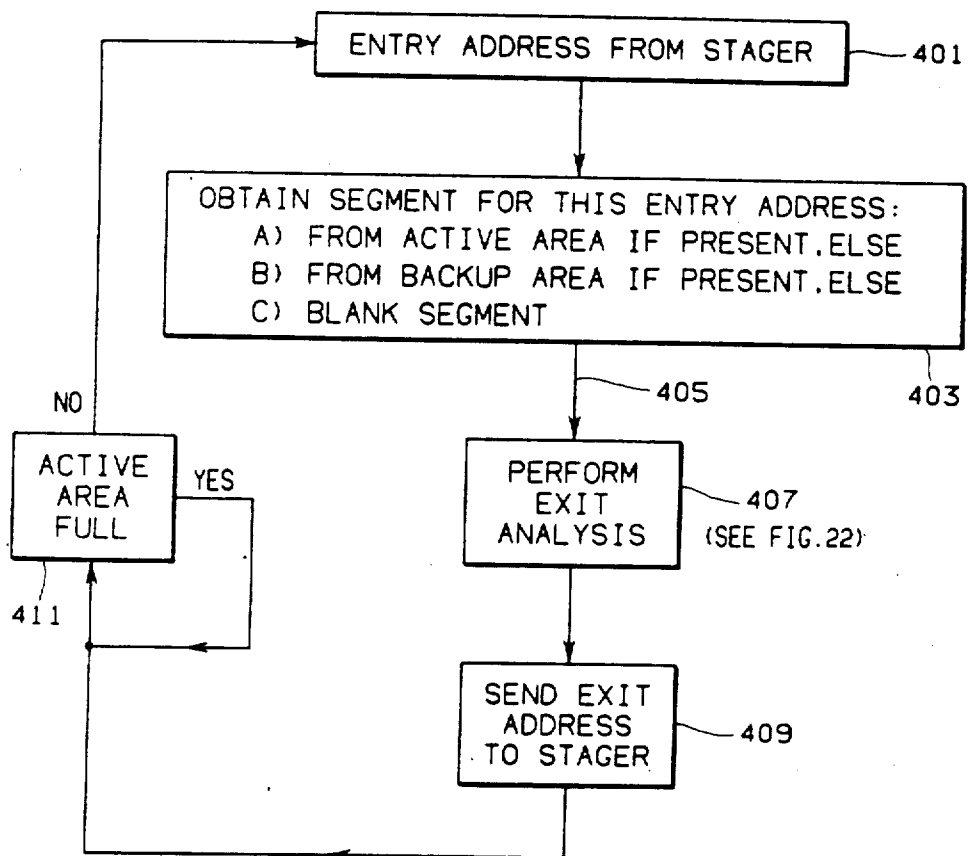 ENTRY ADDRESS FROM STAGER
401
OBTAIN SEGMENT FOR THIS ENTRY ADDRESS:
A) FROM ACTIVE AREA IF PRESENT.ELSE
B) FROM BACKUP AREA IF PRESENT.ELSE
C) BLANK SEGMENT
403
405
NO
ACTIVE
AREA
FULL
YES
411
PERFORM
EXIT
ANALYSIS
407
(SEE FIG.22)
SEND EXIT
ADDRESS
TO STAGER
409